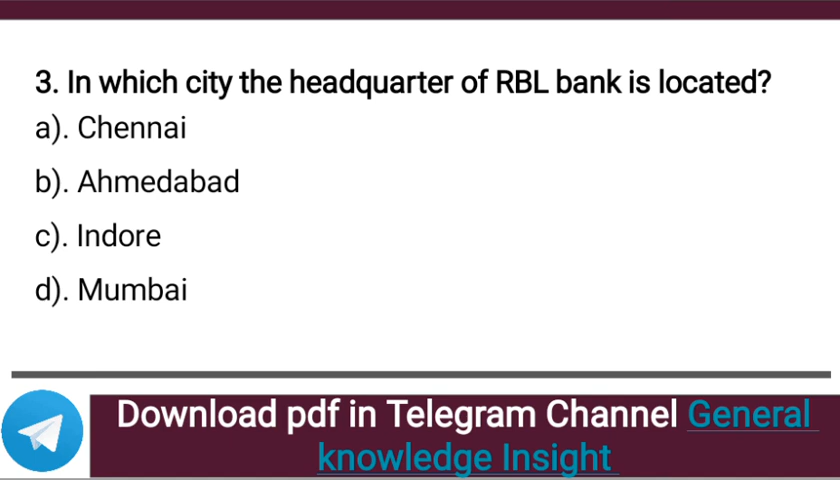 3. In which city the headquarter of RBL bank is located?
a). Chennai
b). Ahmedabad
c). Indore
d). Mumbai
Download pdf in Telegram Channel General
knowledge Insight